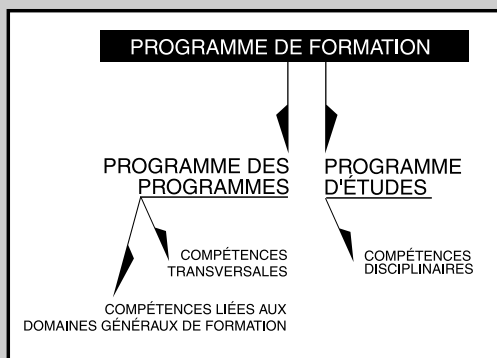 PROGRAMME DE FORMATION
PROGRAMME DES
PROGRAMMES
PROGRAMME
D'ÉTUDES
COMPÉTENCES
TRANSVERSALES
COMPÉTENCES
DISCIPLINAIRES
COMPÉTENCES LIÉES AUX
DOMAINES GÉNÉRAUX DE FORMATION